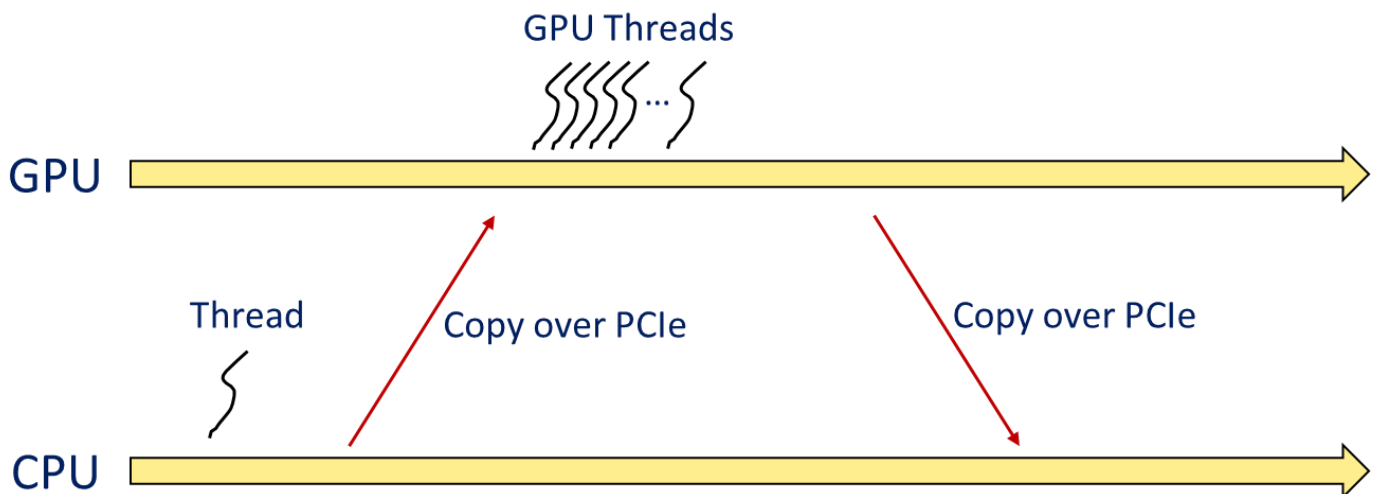 GPU Threads
...
GPU
Thread
Copy over PCIe
Copy over PCIe
CPU